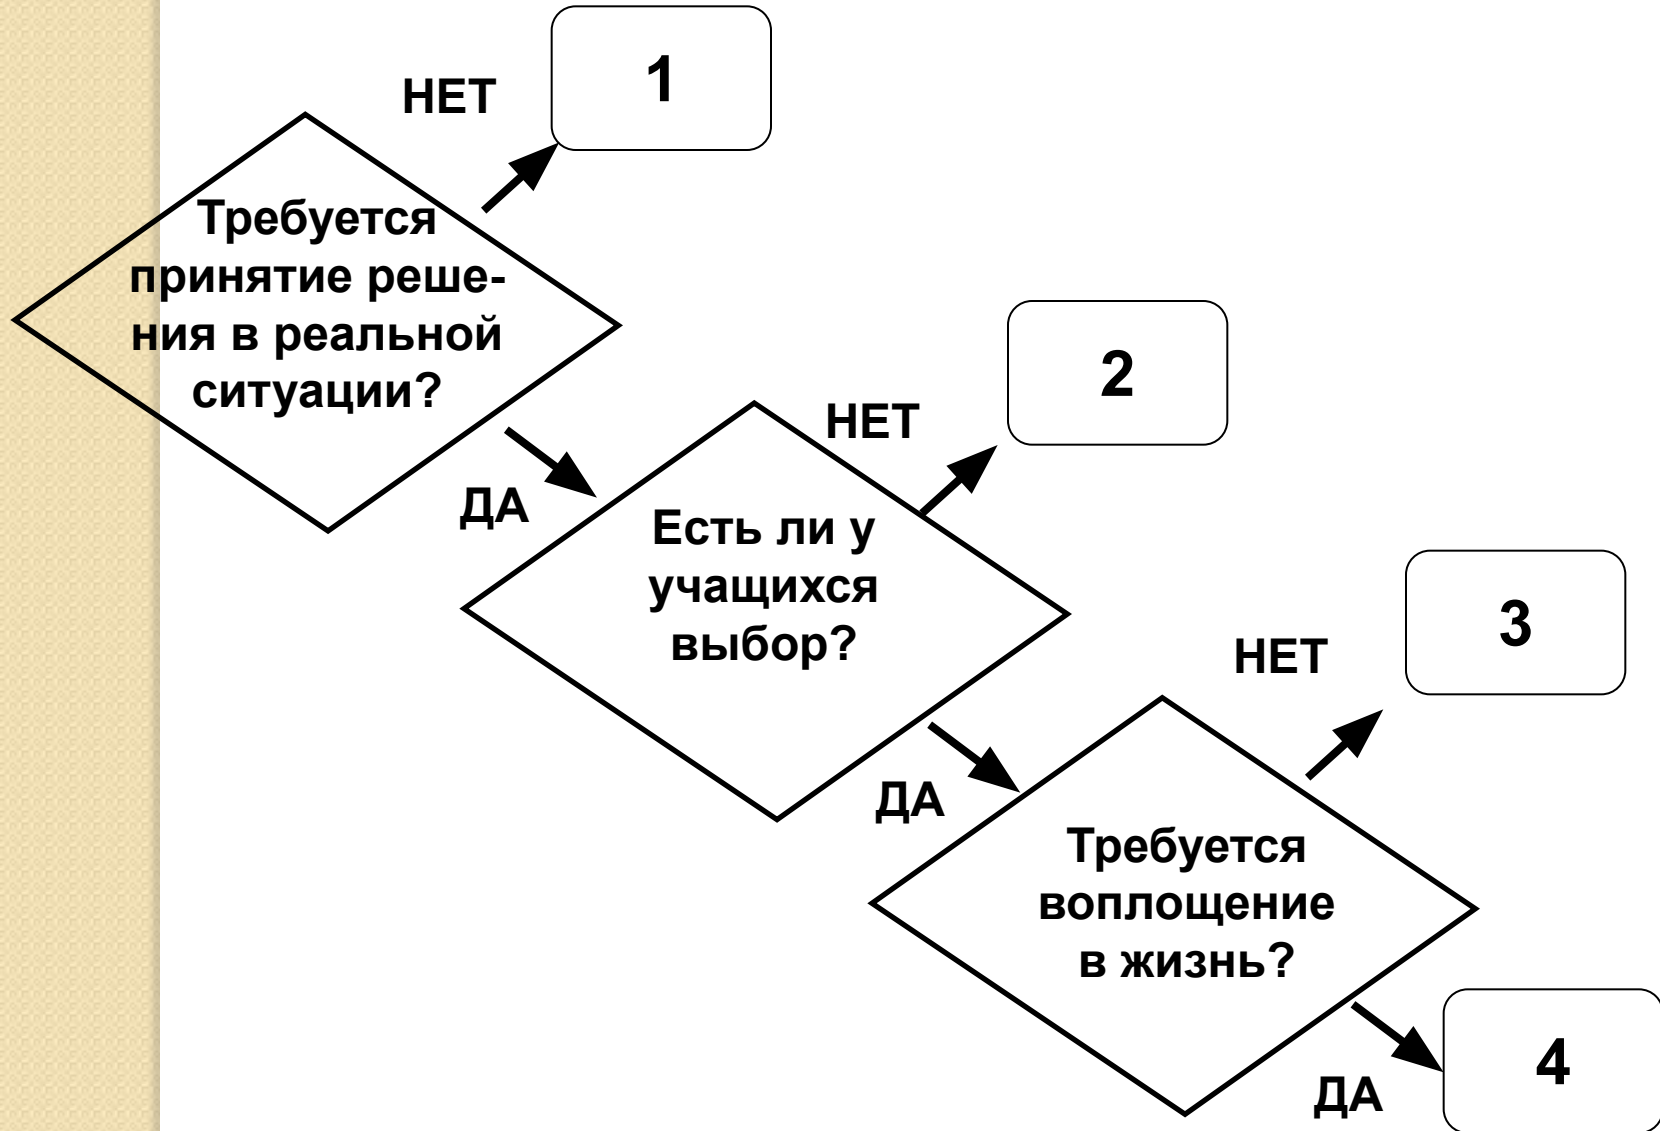 НЕТ
1
Требуется
принятие реше-
ния в реальной
ситуации?
ДА
НЕТ
2
Есть ли у
учащихся
выбор?
ДА
НЕТ
3
Требуется
воплощение
в жизнь?
ДА
4